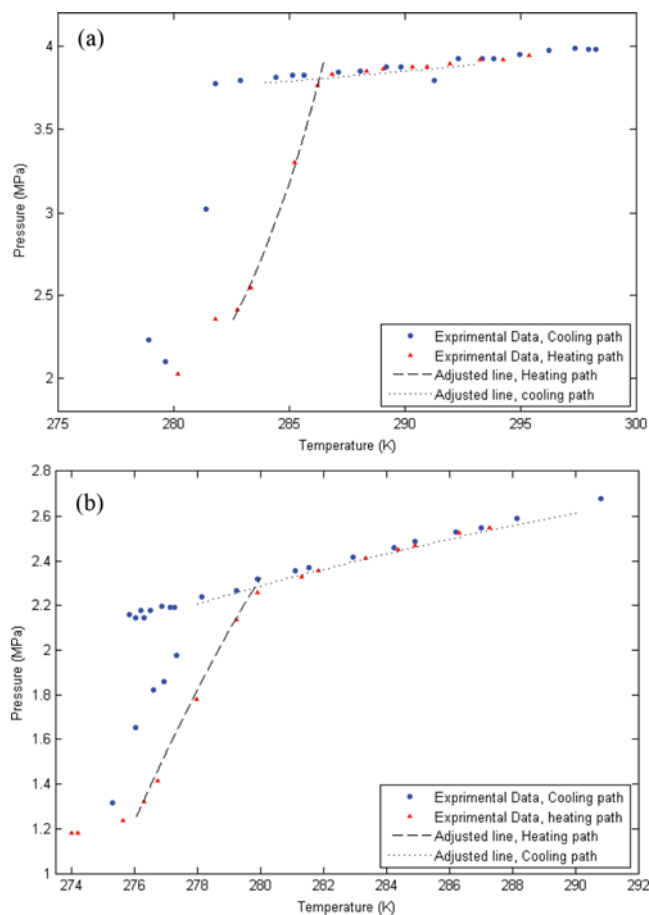 (a)
4
3.5
3
2.5
2
Pressure (MPa)
Exprimental Data, Cooling path
Exprimental Data, Heating path
Adjusted line, Heating path
Adjusted line, cooling path
275 280 285 290 295 300
Temperature (K)
(b)
2.8
2.6
2.4
2.2
2
1.8
1.6
1.4
1.2
1
Pressure (MPa)
Exprimental Data, Cooling path
Exprimental Data, heating path
Adjusted line, Heating path
Adjusted line, Cooling path
274 276 278 280 282 284 286 288 290 292
Temperature (K)